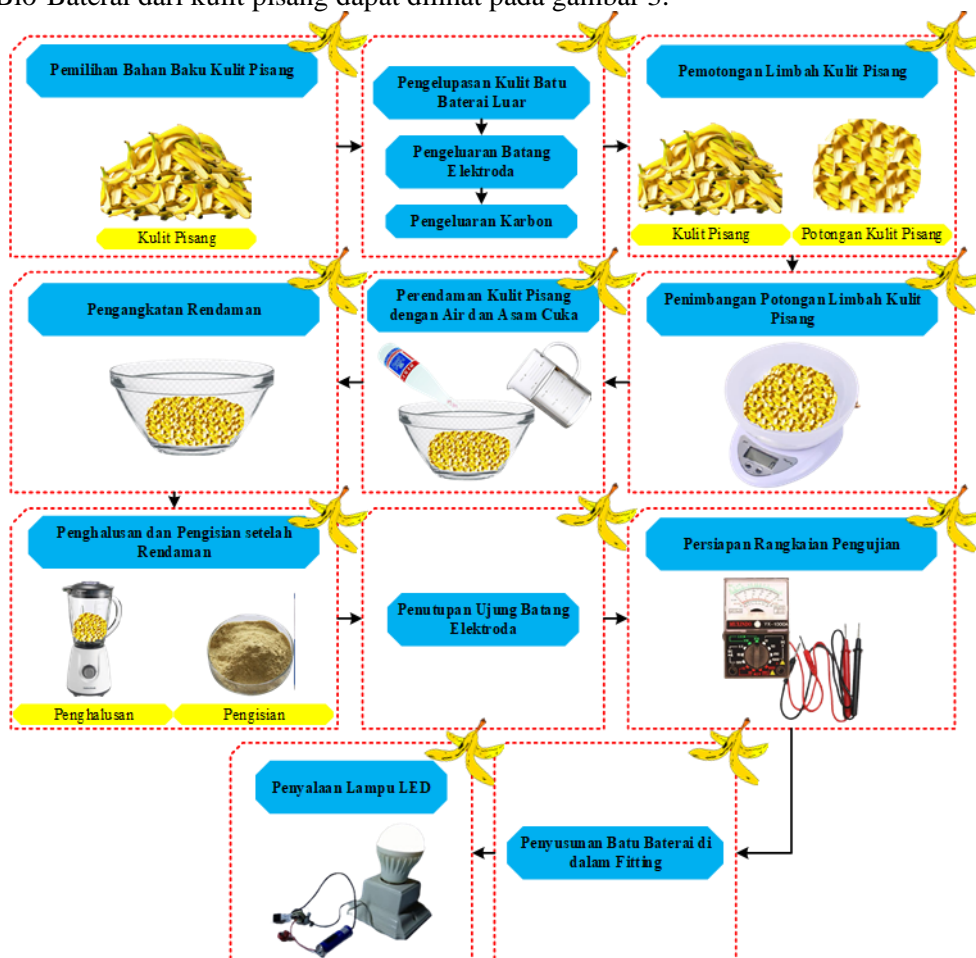 Bio-Baterai dari kulit pisang dapat dilihat pada gambar 3.
Pemilihan Bahan Baku Kulit Pisang
Kulit Pisang
Pengelupasan Kulit Batu
Baterai Luar
Pengeluaran Batang
Elektroda
Pengeluaran Karbon
Pemotongan Limbah Kulit Pisang
Kulit Pisang
Potongan Kulit Pisang
Penimbangan Potongan Limbah Kulit
Pisang
Perendaman Kulit Pisang
dengan Air dan Asam Cuka
Pengangkatan Rendaman
Penghalusan dan Pengisian setelah
Rendaman
Penghalusan
Pengisian
Penutupan Ujung Batang
Elektroda
Persiapan Rangkaian Pengujian
Penyusunan Batu Baterai di
dalam Fitting
Penyalaan Lampu LED